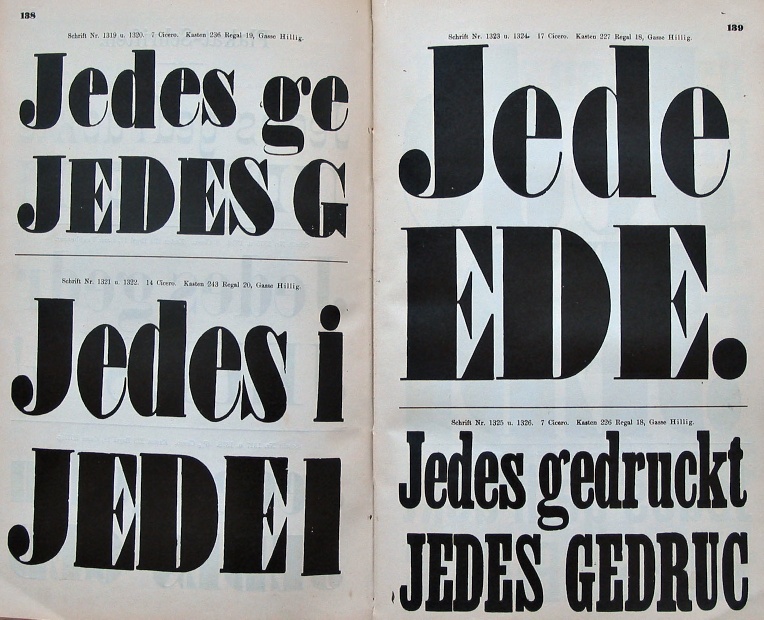 138
Schrift Nr. 1319 u. 1320. 7 Cicero. Kasten 236 Regal 19, Gasse Hillig.
Jedes ge
JEDES G
Schrift Nr. 1321 u. 1322. 14 Cicero. Kasten 243 Regal 20, Gasse Hillig.
Jedes i
JEDE I
139
Schrift Nr. 1323 u. 1324. 17 Cicero. Kasten 227 Regal 18, Gasse Hillig.
Jede
EDE.
Schrift Nr. 1325 u. 1326. 7 Cicero. Kasten 226 Regal 18, Gasse Hillig.
Jedes gedruckt
JEDES GEDRUC